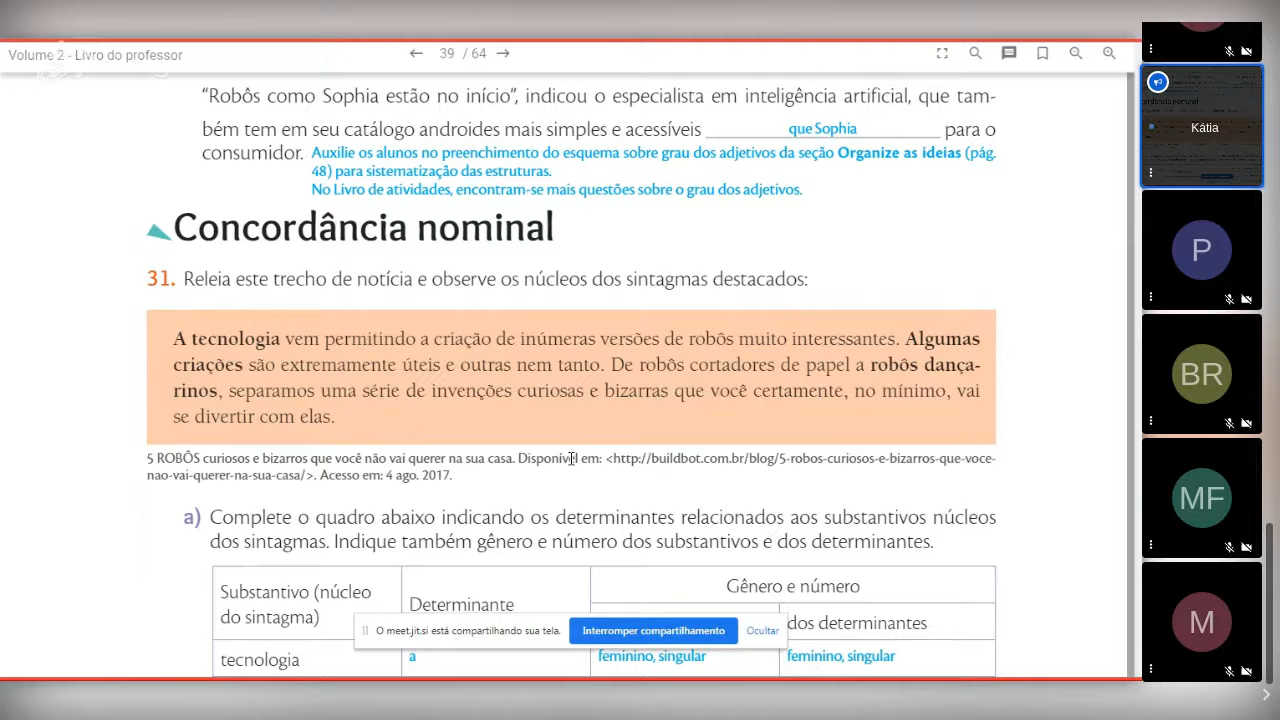 Volume 2 - Livro do professor
39 / 64
“Robôs como Sophia estão no início”, indicou o especialista em inteligência artificial, que tam-
bém tem em seu catálogo androides mais simples e acessíveis que Sophia para o
consumidor. Auxilie os alunos no preenchimento do esquema sobre grau dos adjetivos da seção Organize as ideias (pág.
48) para sistematização das estruturas.
No Livro de atividades, encontram-se mais questões sobre o grau dos adjetivos.
Concordância nominal
31. Releia este trecho de notícia e observe os núcleos dos sintagmas destacados:
A tecnologia vem permitindo a criação de inúmeras versões de robôs muito interessantes. Algumas
criações são extremamente úteis e outras nem tanto. De robôs cortadores de papel a robôs dança-
rinos, separamos uma série de invenções curiosas e bizarras que você certamente, no mínimo, vai
se divertir com elas.
5 ROBÔS curiosos e bizarros que você não vai querer na sua casa. Disponível em: <http://buildbot.com.br/blog/5-robos-curiosos-e-bizarros-que-voce-
nao-vai-querer-na-sua-casa/>. Acesso em: 4 ago. 2017.
a) Complete o quadro abaixo indicando os determinantes relacionados aos substantivos núcleos
dos sintagmas. Indique também gênero e número dos substantivos e dos determinantes.
Substantivo (núcleo
do sintagma)
Determinante
Gênero e número
dos determinantes
O meet.jit.si está compartilhando sua tela. Interromper compartilhamento Ocultar
tecnologia a feminino, singular feminino, singular
Kátia
P
BR
MF
M